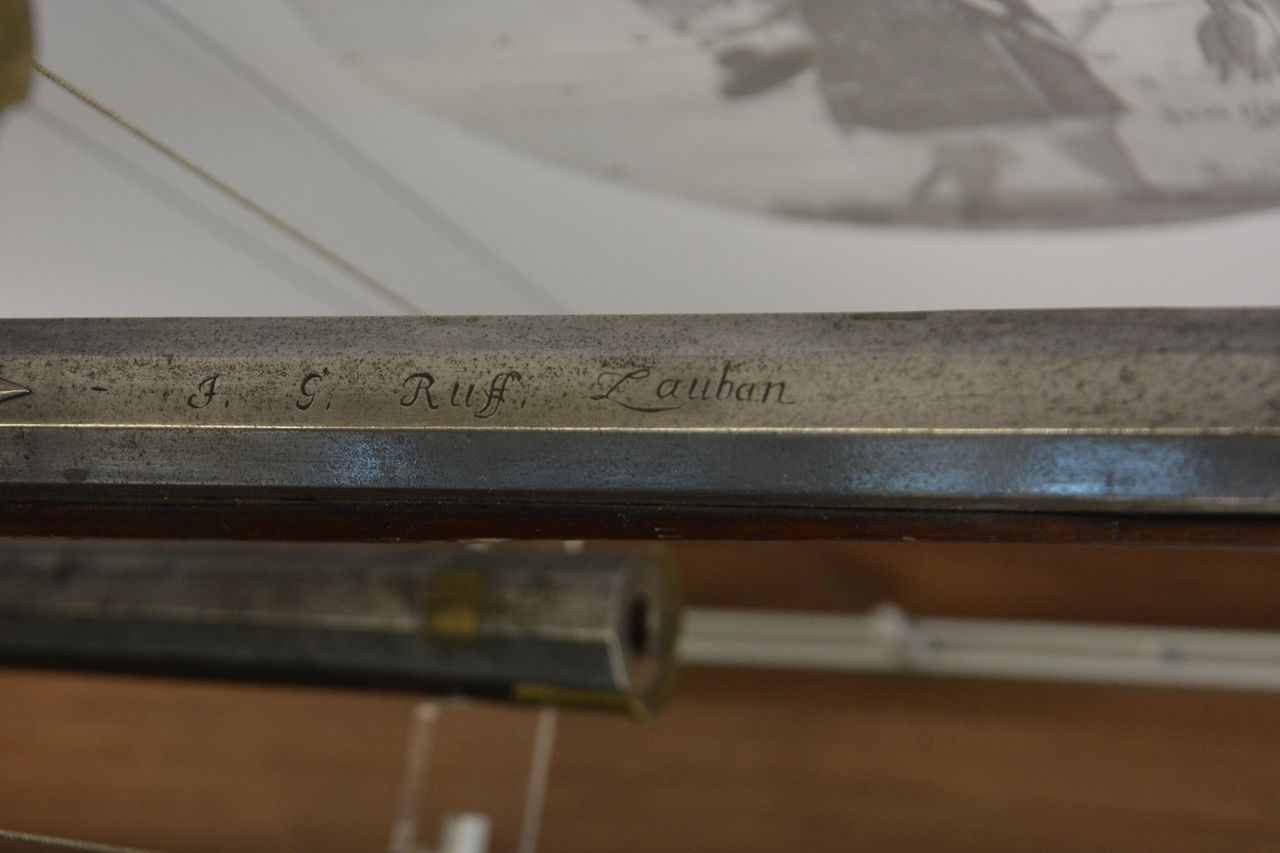 - J. G. Ruff. Lauban